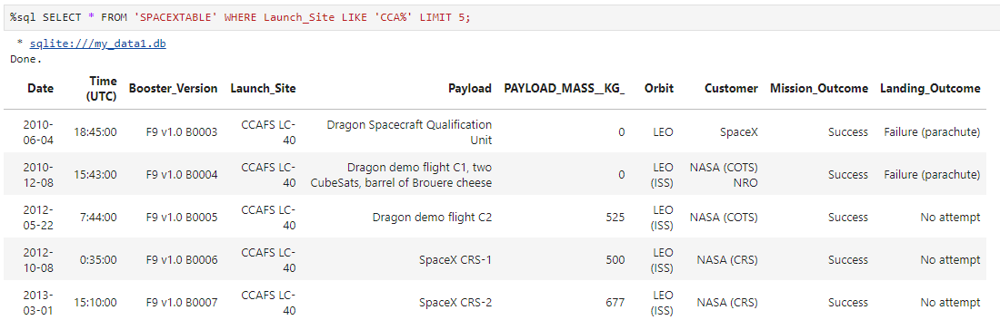 %sql SELECT * FROM 'SPACEXTABLE' WHERE Launch_Site LIKE 'CCA%' LIMIT 5;
* sqlite:///my_data1.db
Done.
Date Time (UTC) Booster_Version Launch_Site Payload PAYLOAD_MASS__KG_ Orbit Customer Mission_Outcome Landing_Outcome
2010-06-04 18:45:00 F9 v1.0 B0003 CCAFS LC-40 Dragon Spacecraft Qualification Unit 0 LEO SpaceX Success Failure (parachute)
2010-12-08 15:43:00 F9 v1.0 B0004 CCAFS LC-40 Dragon demo flight C1, two CubeSats, barrel of Brouere cheese 0 LEO (ISS) NASA (COTS) NRO Success Failure (parachute)
2012-05-22 7:44:00 F9 v1.0 B0005 CCAFS LC-40 Dragon demo flight C2 525 LEO (ISS) NASA (COTS) Success No attempt
2012-10-08 0:35:00 F9 v1.0 B0006 CCAFS LC-40 SpaceX CRS-1 500 LEO (ISS) NASA (CRS) Success No attempt
2013-03-01 15:10:00 F9 v1.0 B0007 CCAFS LC-40 SpaceX CRS-2 677 LEO (ISS) NASA (CRS) Success No attempt